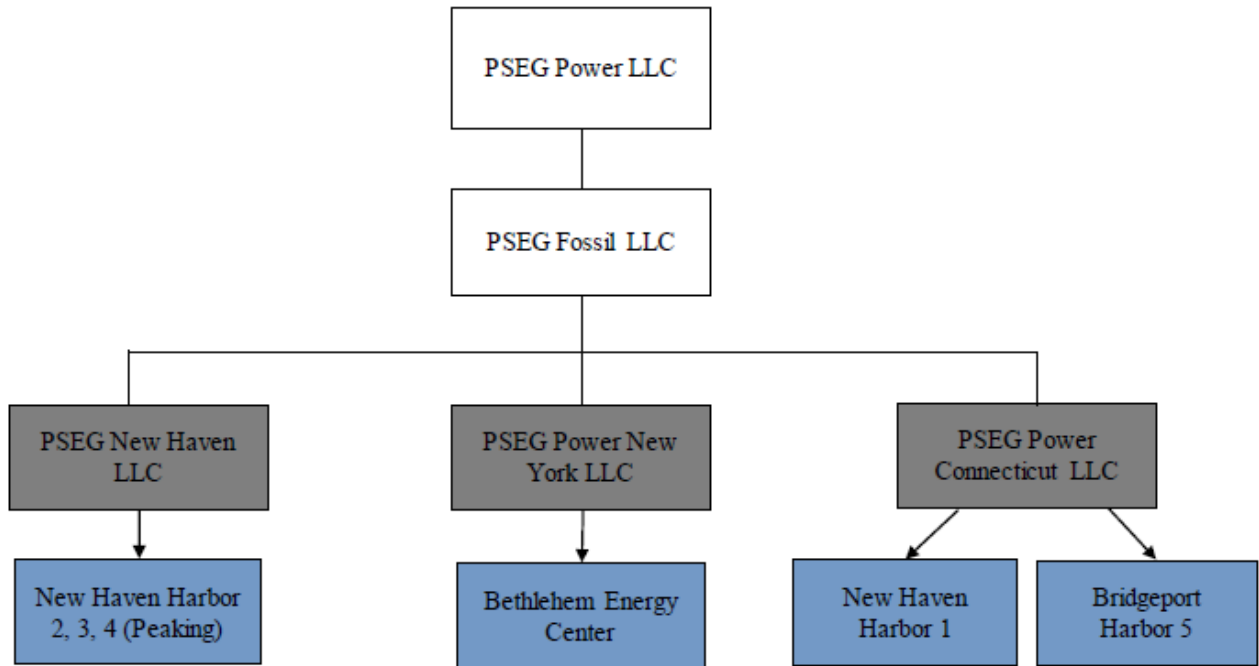 PSEG Power LLC
PSEG Fossil LLC
PSEG New Haven
LLC
PSEG Power New
York LLC
PSEG Power
Connecticut LLC
New Haven Harbor
2, 3, 4 (Peaking)
Bethlehem Energy
Center
New Haven
Harbor 1
Bridgeport
Harbor 5